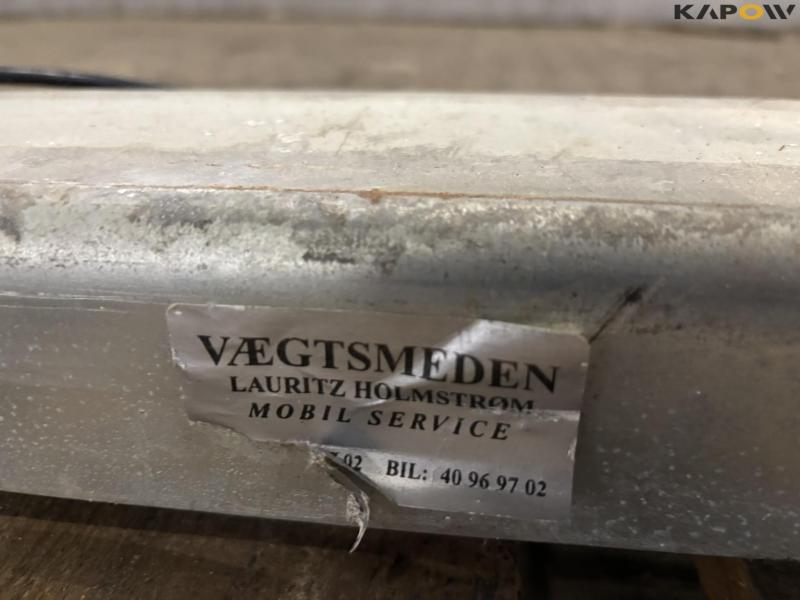 KAPOW
VÆGTSMEDEN
LAURITZ HOLMSTRØM
MOBIL SERVICE
02 BIL: 40 96 97 02